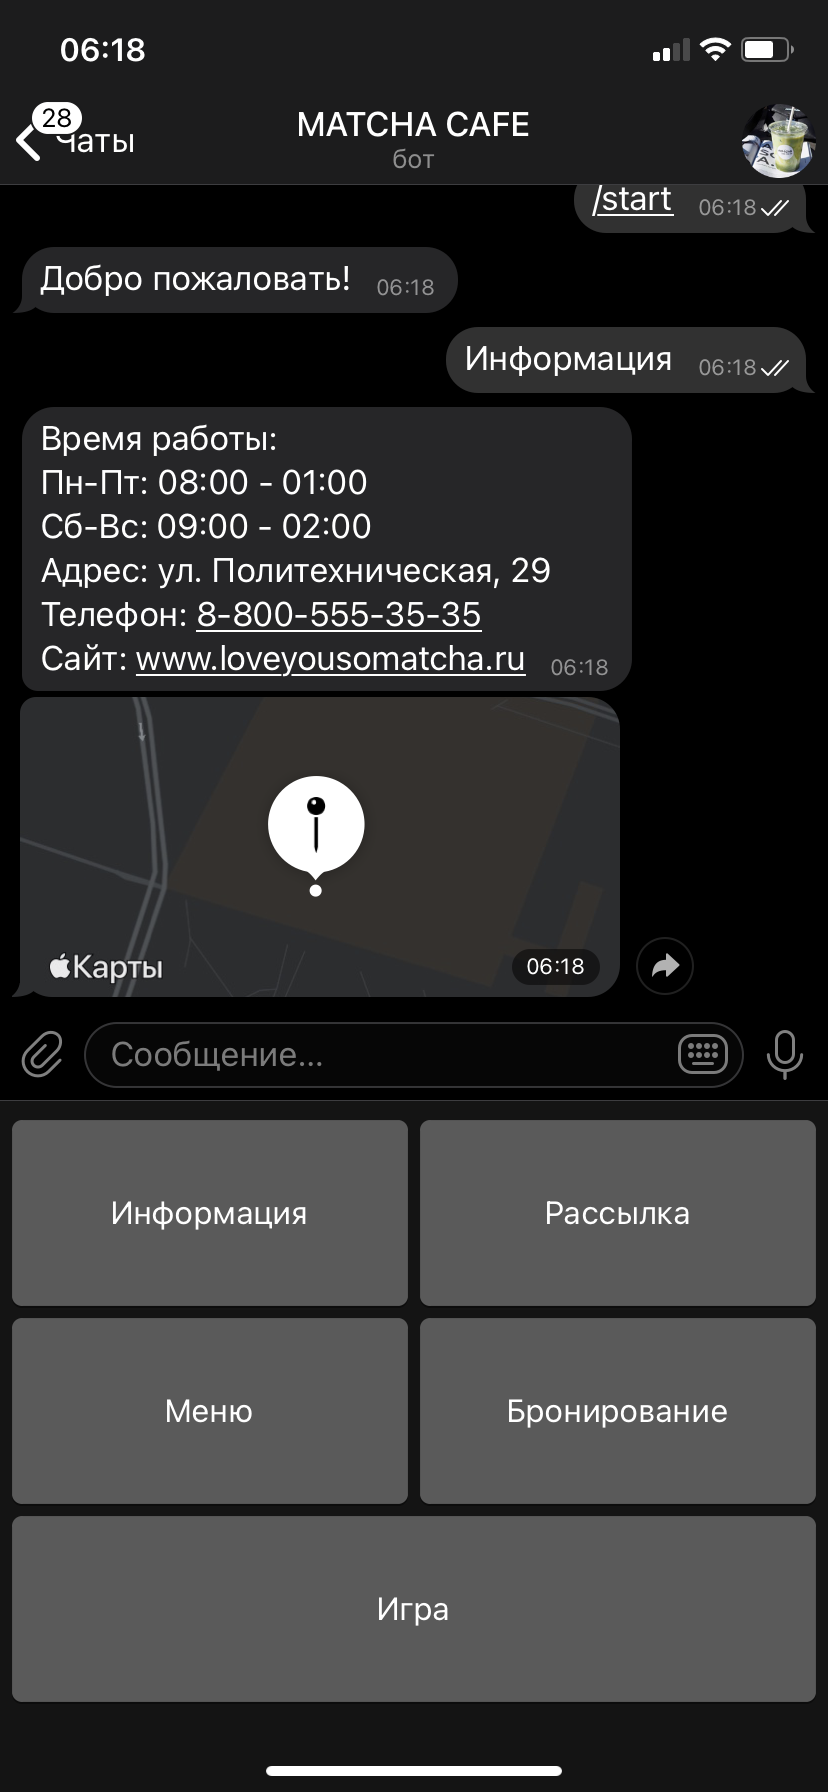 06:18
28
Чаты
MATCHA CAFE
бот
/start 06:18
Добро пожаловать! 06:18
Информация 06:18
Время работы:
Пн-Пт: 08:00 - 01:00
Сб-Вс: 09:00 - 02:00
Адрес: ул. Политехническая, 29
Телефон: 8-800-555-35-35
Сайт: www.loveyousomatcha.ru 06:18
Карты
06:18
Сообщение...
Информация
Рассылка
Меню
Бронирование
Игра